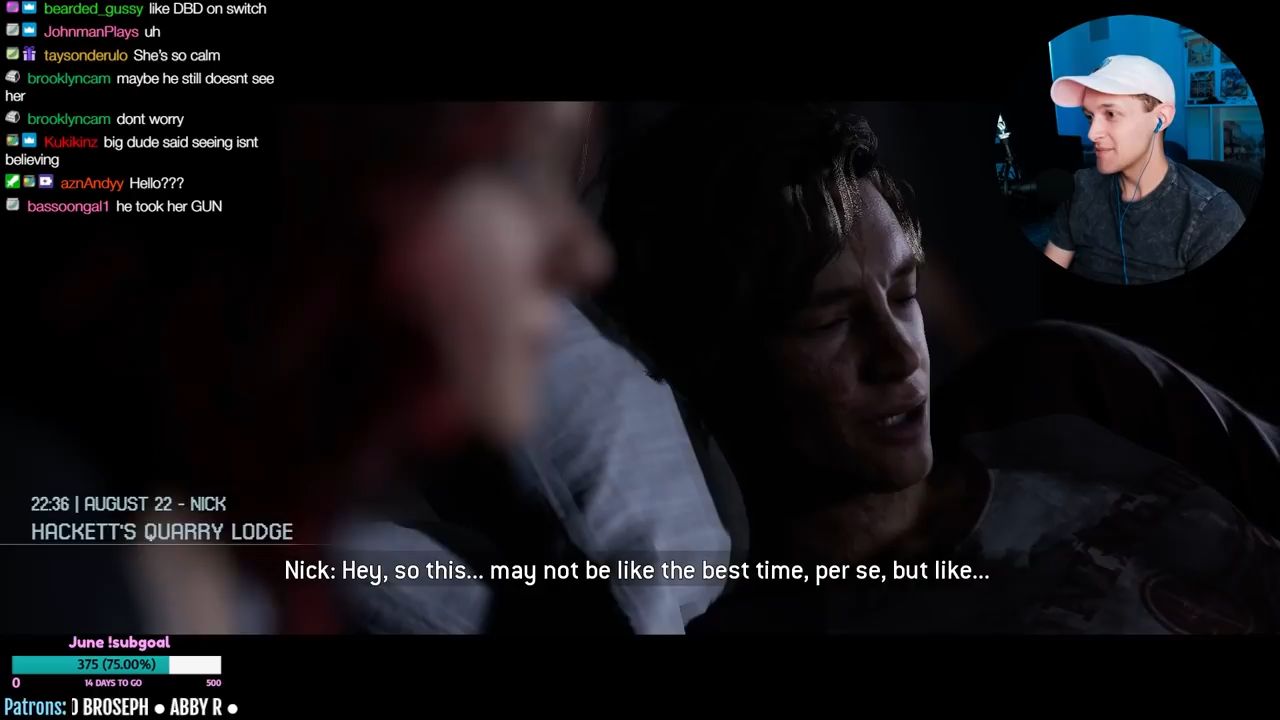 bearded_gussy like DBD on switch
JohnmanPlays uh
taysonderulo She's so calm
brooklyncam maybe he still doesnt see
her
brooklyncam dont worry
Kukikinz big dude said seeing isnt
believing
aznAndyy Hello???
bassoongal1 he took her GUN
22:36 | AUGUST 22 - NICK
HACKETT'S QUARRY LODGE
Nick: Hey, so this... may not be like the best time, per se, but like...
June !subgoal
375 (75.00%)
0 14 DAYS TO GO 500
Patrons: BROSEPH ● ABBY R ●